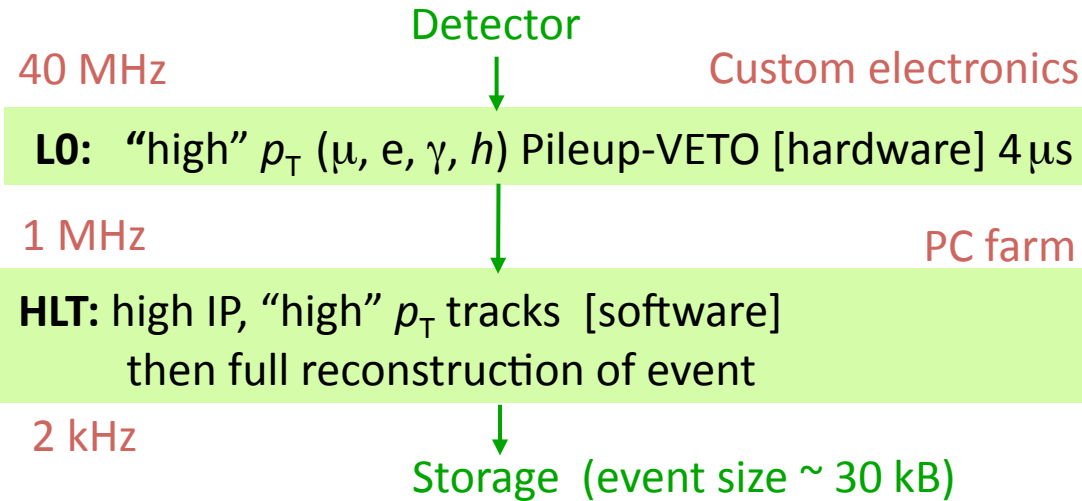 Detector
40 MHz
Custom electronics
L0: "high" pT (μ, e, γ, h) Pileup-VETO [hardware] 4 μs
1 MHz
PC farm
HLT: high IP, "high" pT tracks [software]
then full reconstruction of event
2 kHz
Storage (event size ~ 30 kB)